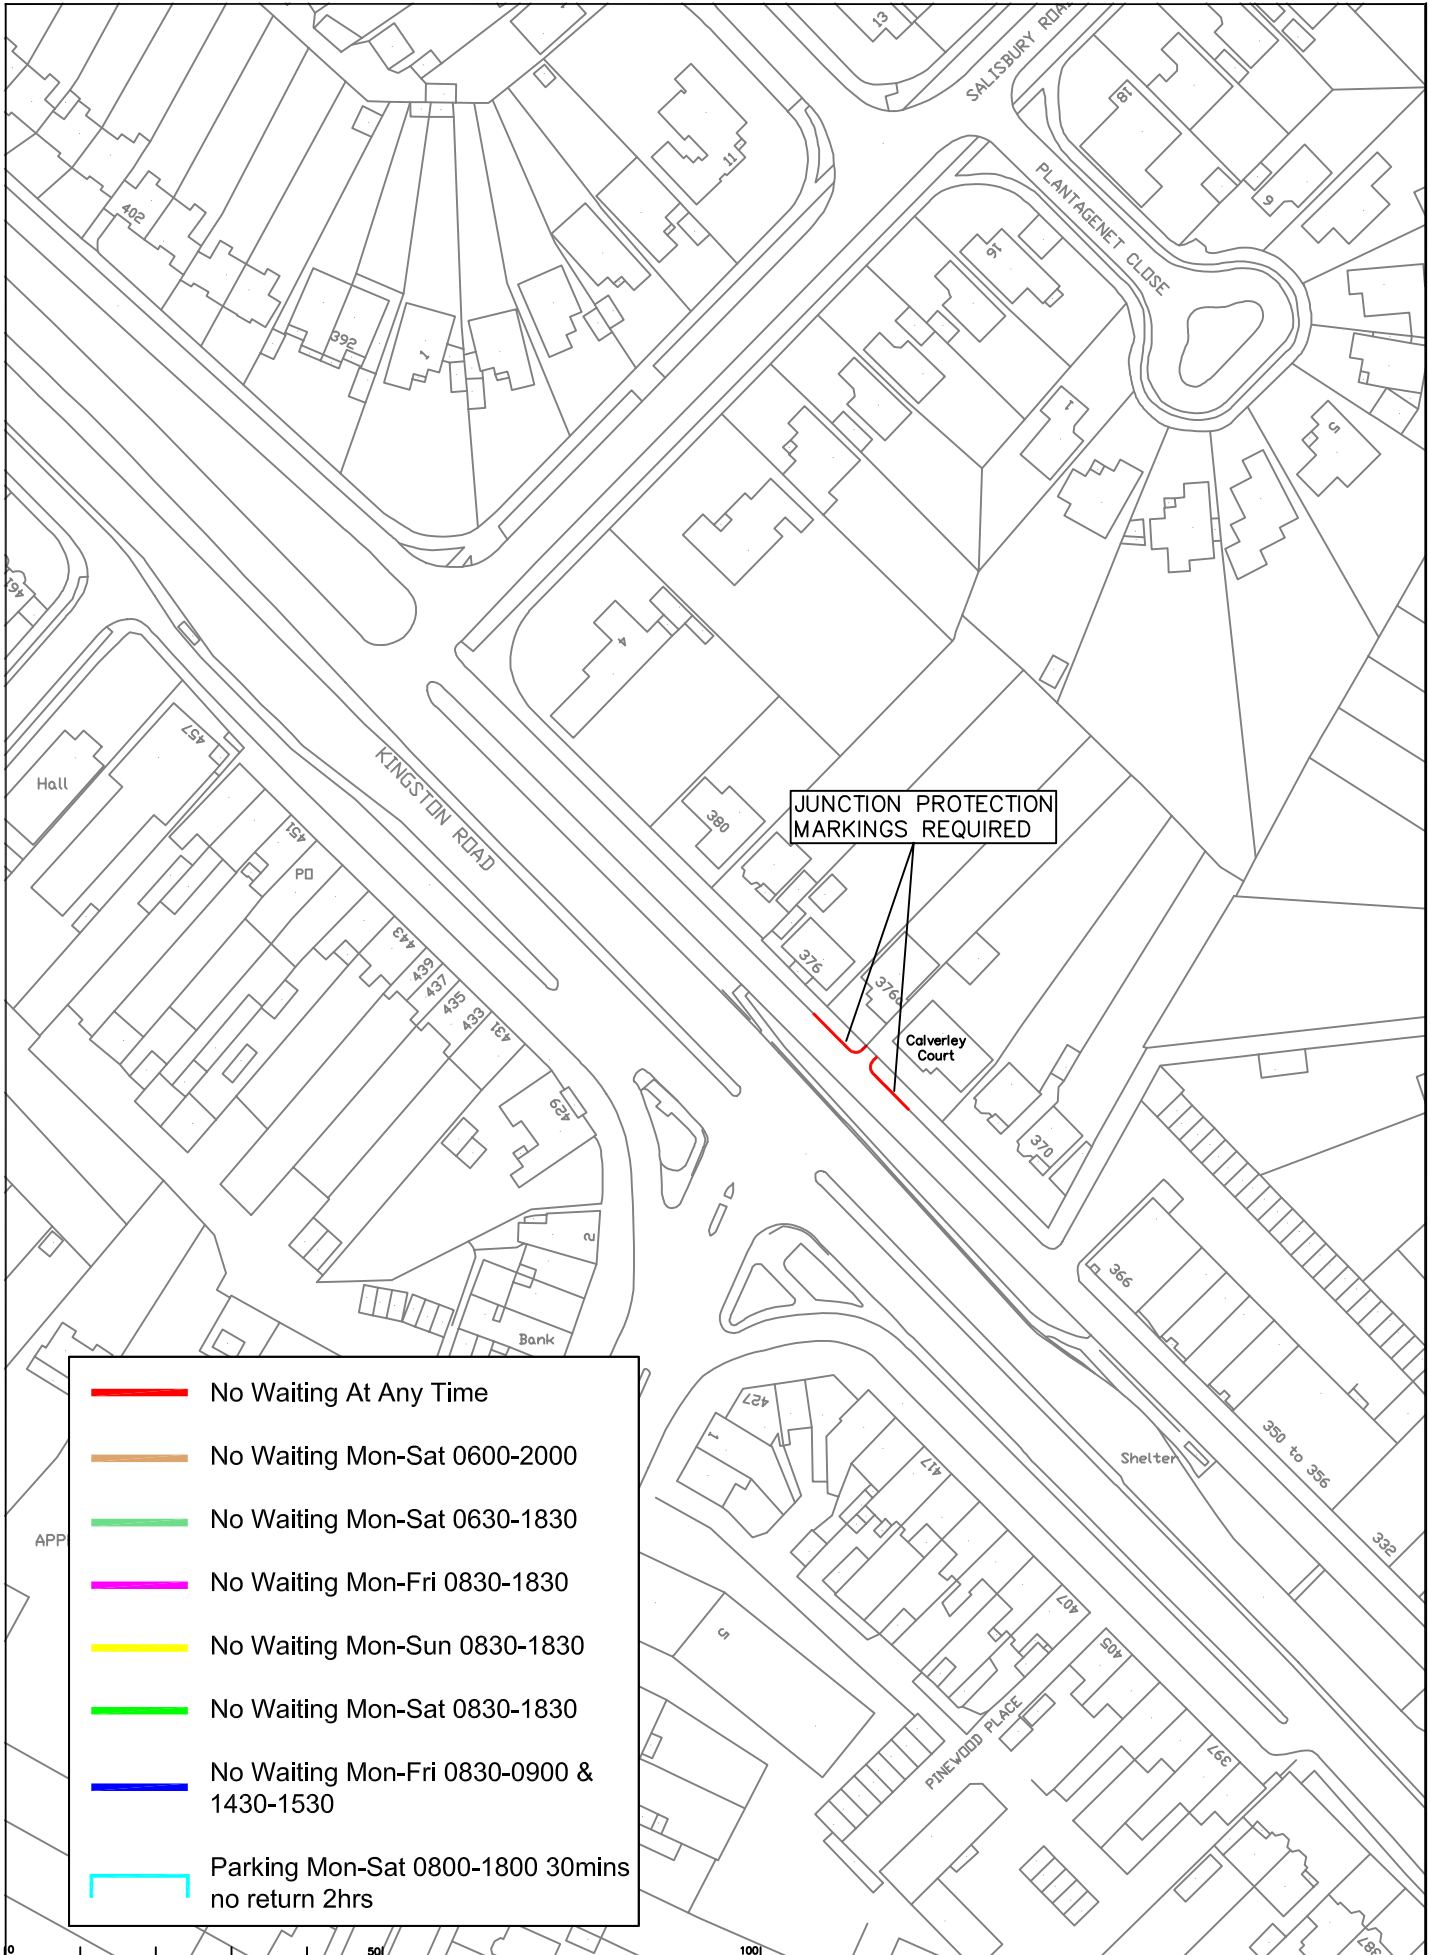 13
SALISBURY ROAD
18
11
PLANTAGENET CLOSE
9
402
16
392
1
1
5
461
4
457
KINGSTON ROAD
Hall
380
JUNCTION PROTECTION
MARKINGS REQUIRED
451
PO
443
439
437
435
433
431
376
376a
Calverley
Court
429
370
2
366
Bank
427
1
417
350 to 356
Shelter
332
APP
5
407
405
397
PINEWOOD PLACE
387
No Waiting At Any Time
No Waiting Mon-Sat 0600-2000
No Waiting Mon-Sat 0630-1830
No Waiting Mon-Fri 0830-1830
No Waiting Mon-Sun 0830-1830
No Waiting Mon-Sat 0830-1830
No Waiting Mon-Fri 0830-0900 &
1430-1530
Parking Mon-Sat 0800-1800 30mins
no return 2hrs
0
50
100